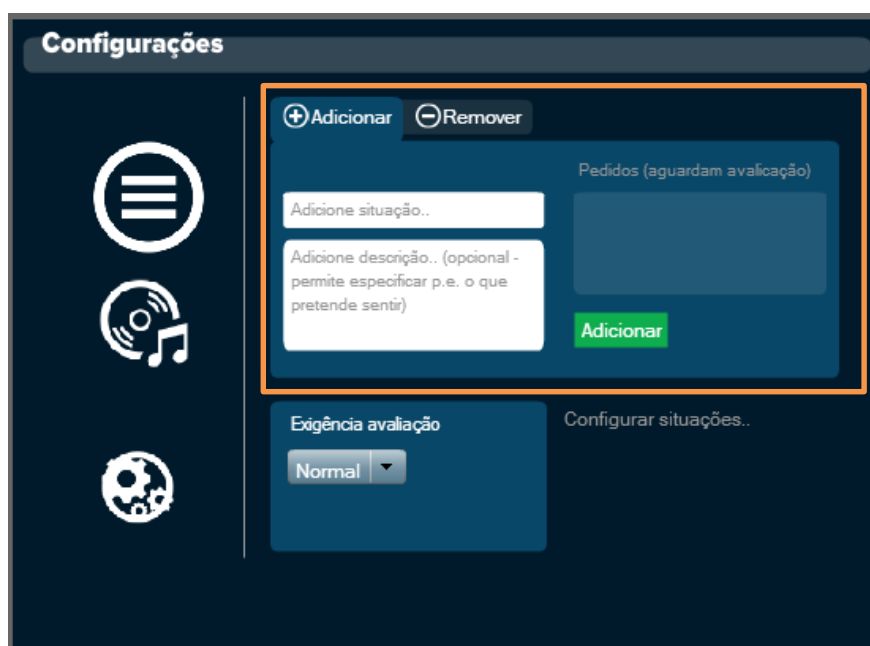 Configurações
Adicionar
Remover
Pedidos (aguardam avalicação)
Adicione situação..
Adicione descrição.. (opcional -
permite especificar p.e. o que
pretende sentir)
Adicionar
Exigência avaliação
Configurar situações..
Normal